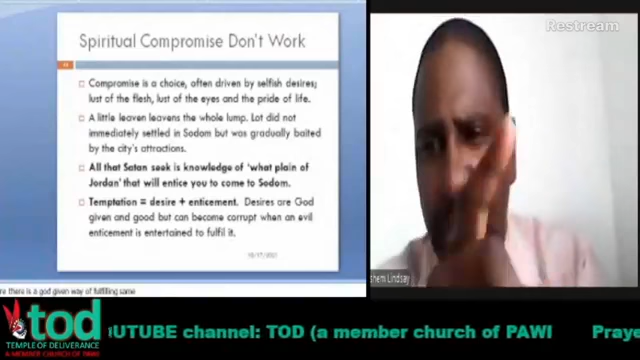 Restream
Spiritual Compromise Don't Work
Compromise is a choice, often driven by selfish desires;
lust of the flesh, lust of the eyes and the pride of life.
A little leaven leavens the whole lump. Lot did not
immediately settled in Sodom but was gradually baited
by the city's attractions.
All that Satan seek is knowledge of 'what plain of
Jordan' that will entice you to come to Sodom.
Temptation = desire + enticement. Desires are God
given and good but can become corrupt when an evil
enticement is entertained to fulfil it.
there is a god given way of fulfilling same
shem Lindsay
tod
TEMPLE OF DELIVERANCE
A MEMBER CHURCH OF PAWI
OUTUBE channel: TOD (a member church of PAWI
Praye